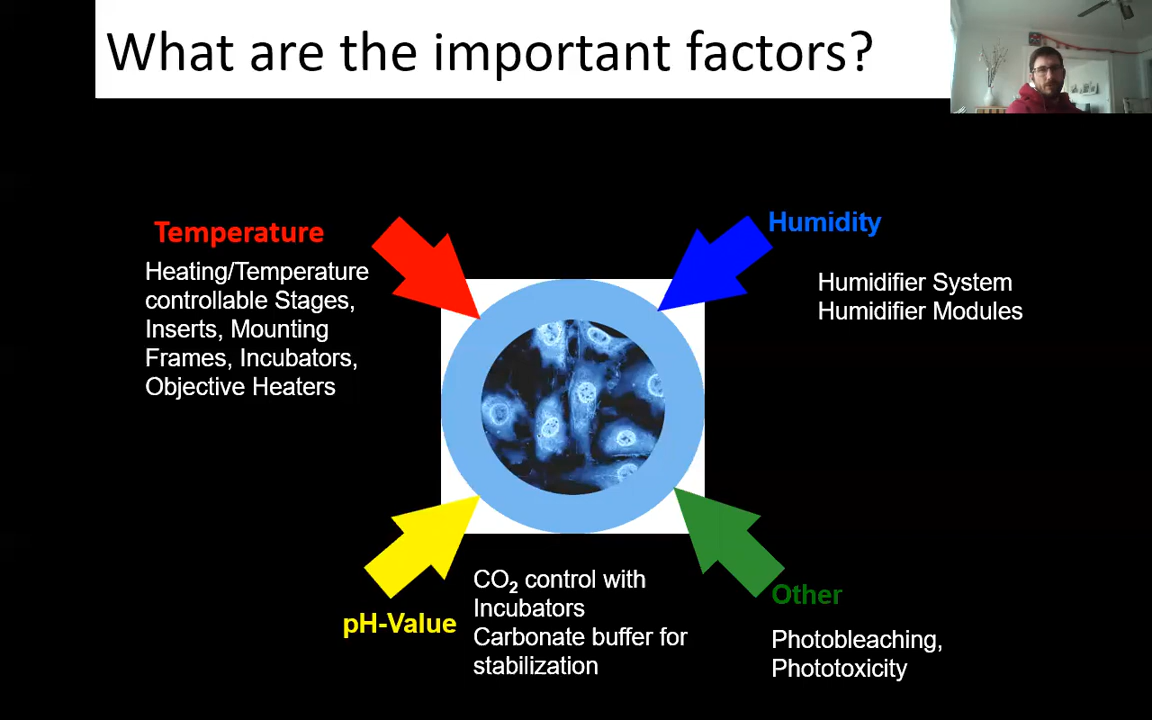 What are the important factors?
Temperature
Heating/Temperature
controllable Stages,
Inserts, Mounting
Frames, Incubators,
Objective Heaters
Humidity
Humidifier System
Humidifier Modules
pH-Value
CO₂ control with
Incubators
Carbonate buffer for
stabilization
Other
Photobleaching,
Phototoxicity